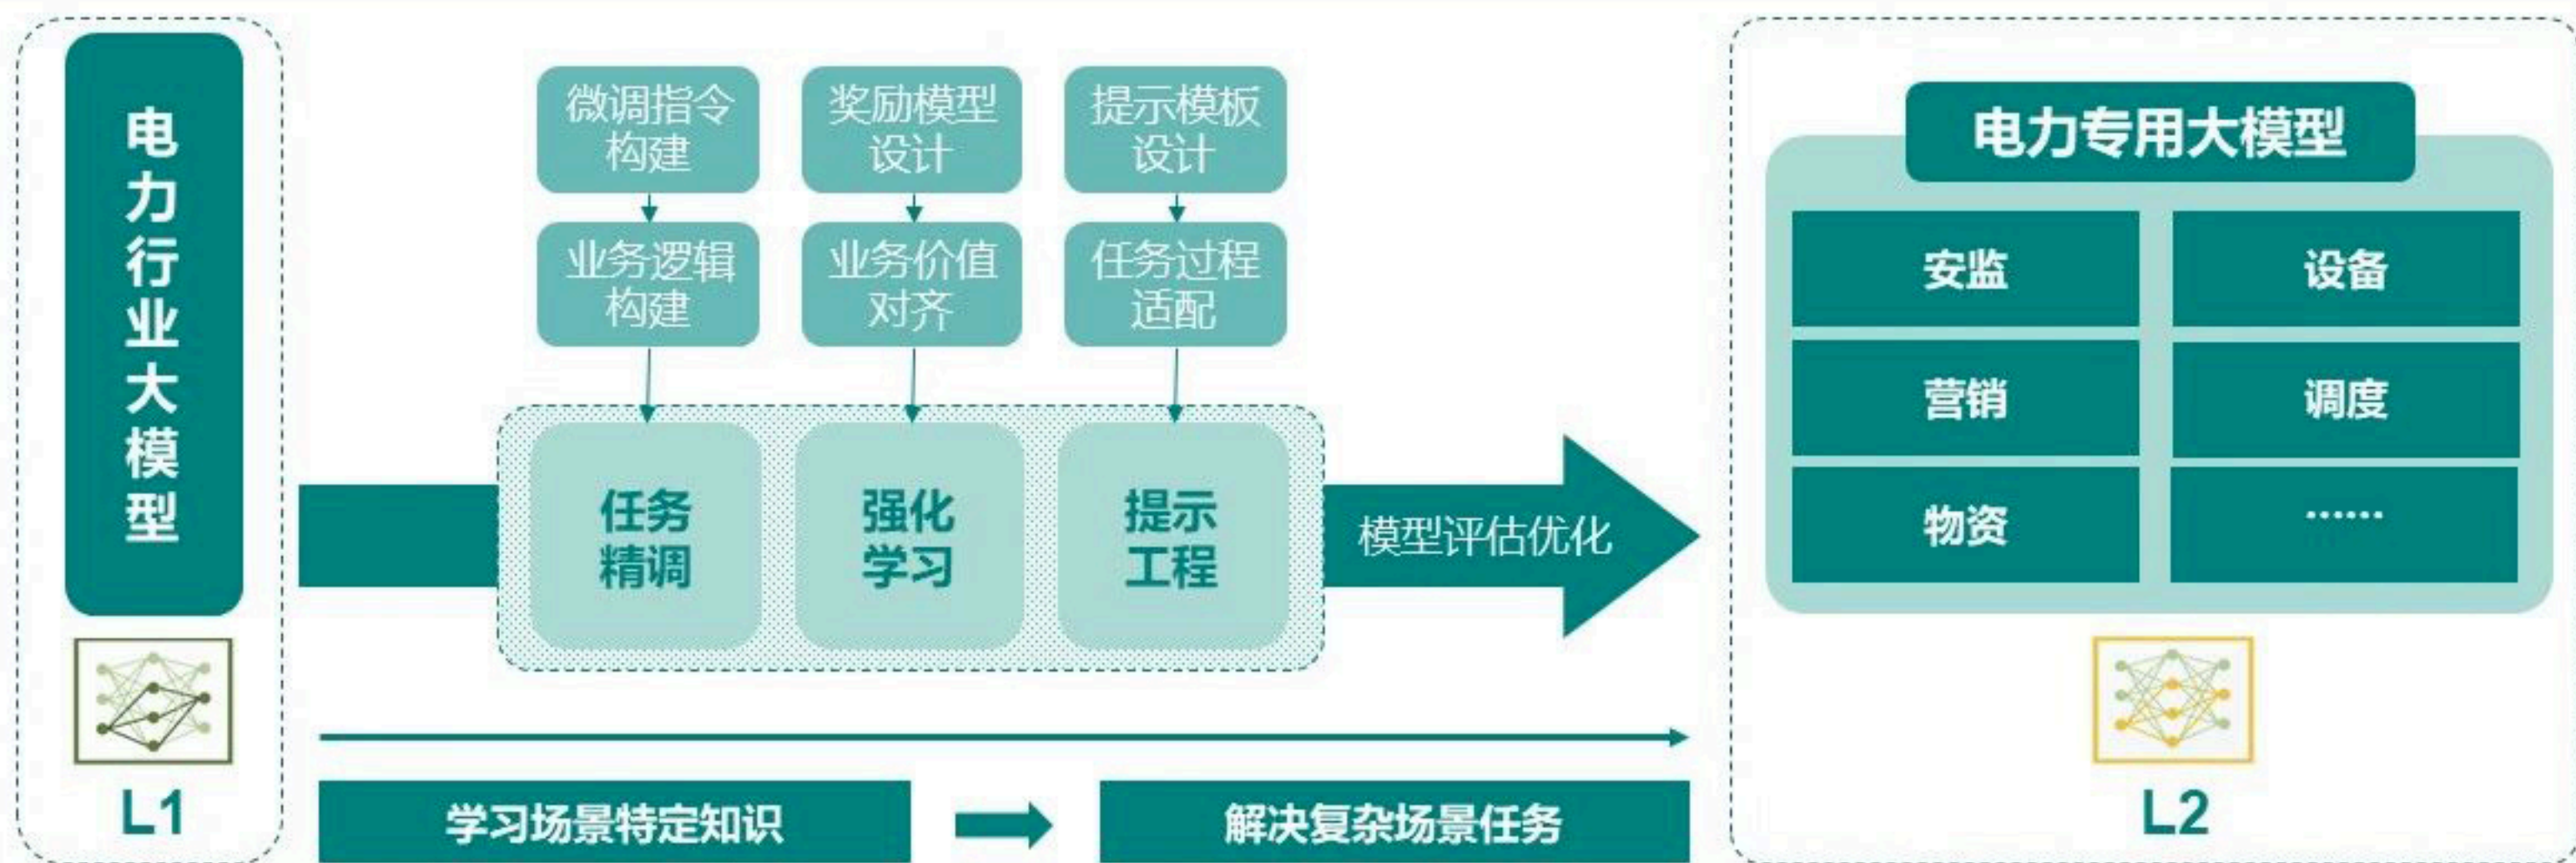 电力行业大模型
L1
微调指令
构建
奖励模型
设计
提示模板
设计
业务逻辑
构建
业务价值
对齐
任务过程
适配
任务
精调
强化
学习
提示
工程
模型评估优化
学习场景特定知识
解决复杂场景任务
电力专用大模型
安监
设备
营销
调度
物资
……
L2